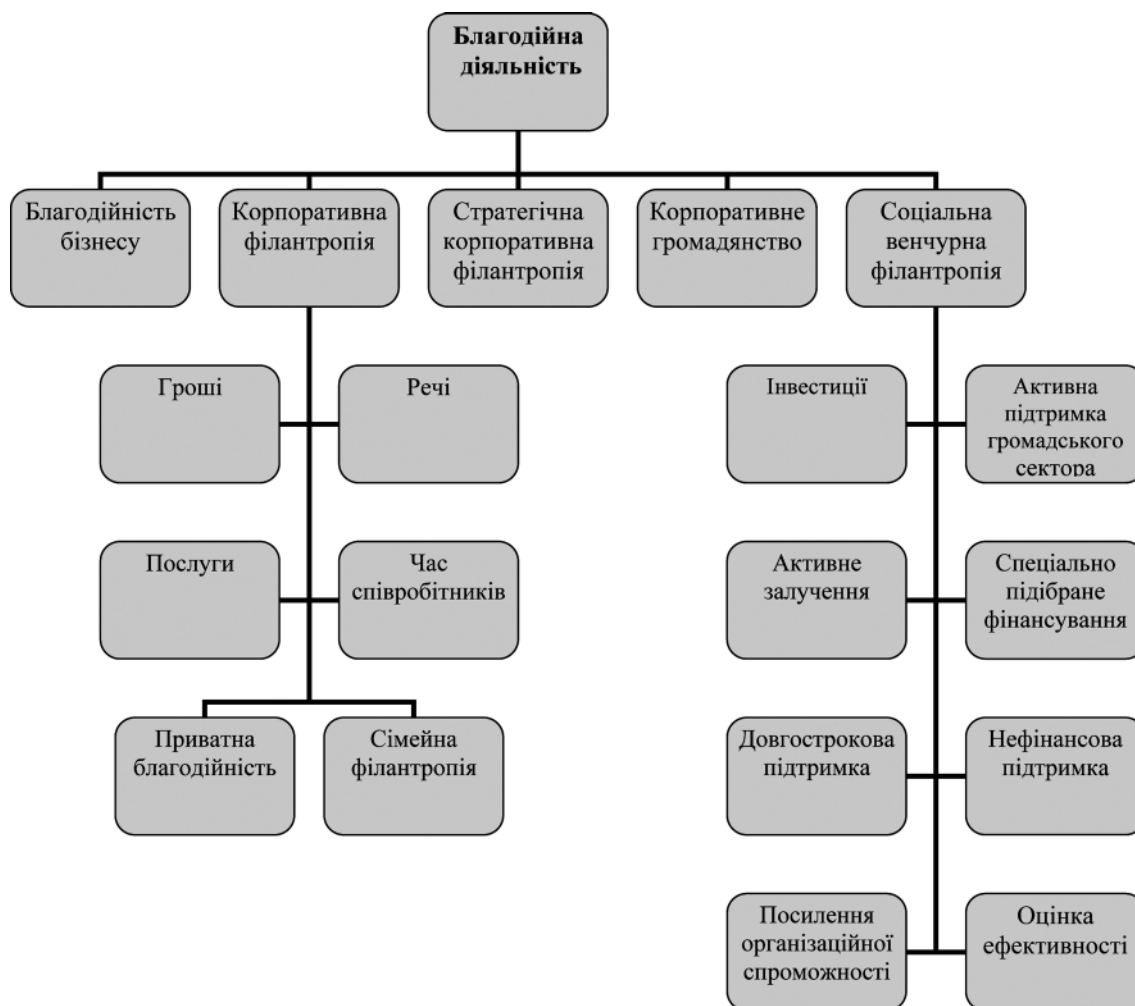 Благодійна
діяльність
Благодійність
бізнесу
Корпоративна
філантропія
Стратегічна
корпоративна
філантропія
Корпоративне
громадянство
Соціальна
венчурна
філантропія
Гроші
Речі
Інвестиції
Активна
підтримка
громадського
сектора
Послуги
Час
співробітників
Активне
залучення
Спеціально
підібране
фінансування
Приватна
благодійність
Сімейна
філантропія
Довгострокова
підтримка
Нефінансова
підтримка
Посилення
організаційної
спроможності
Оцінка
ефективності